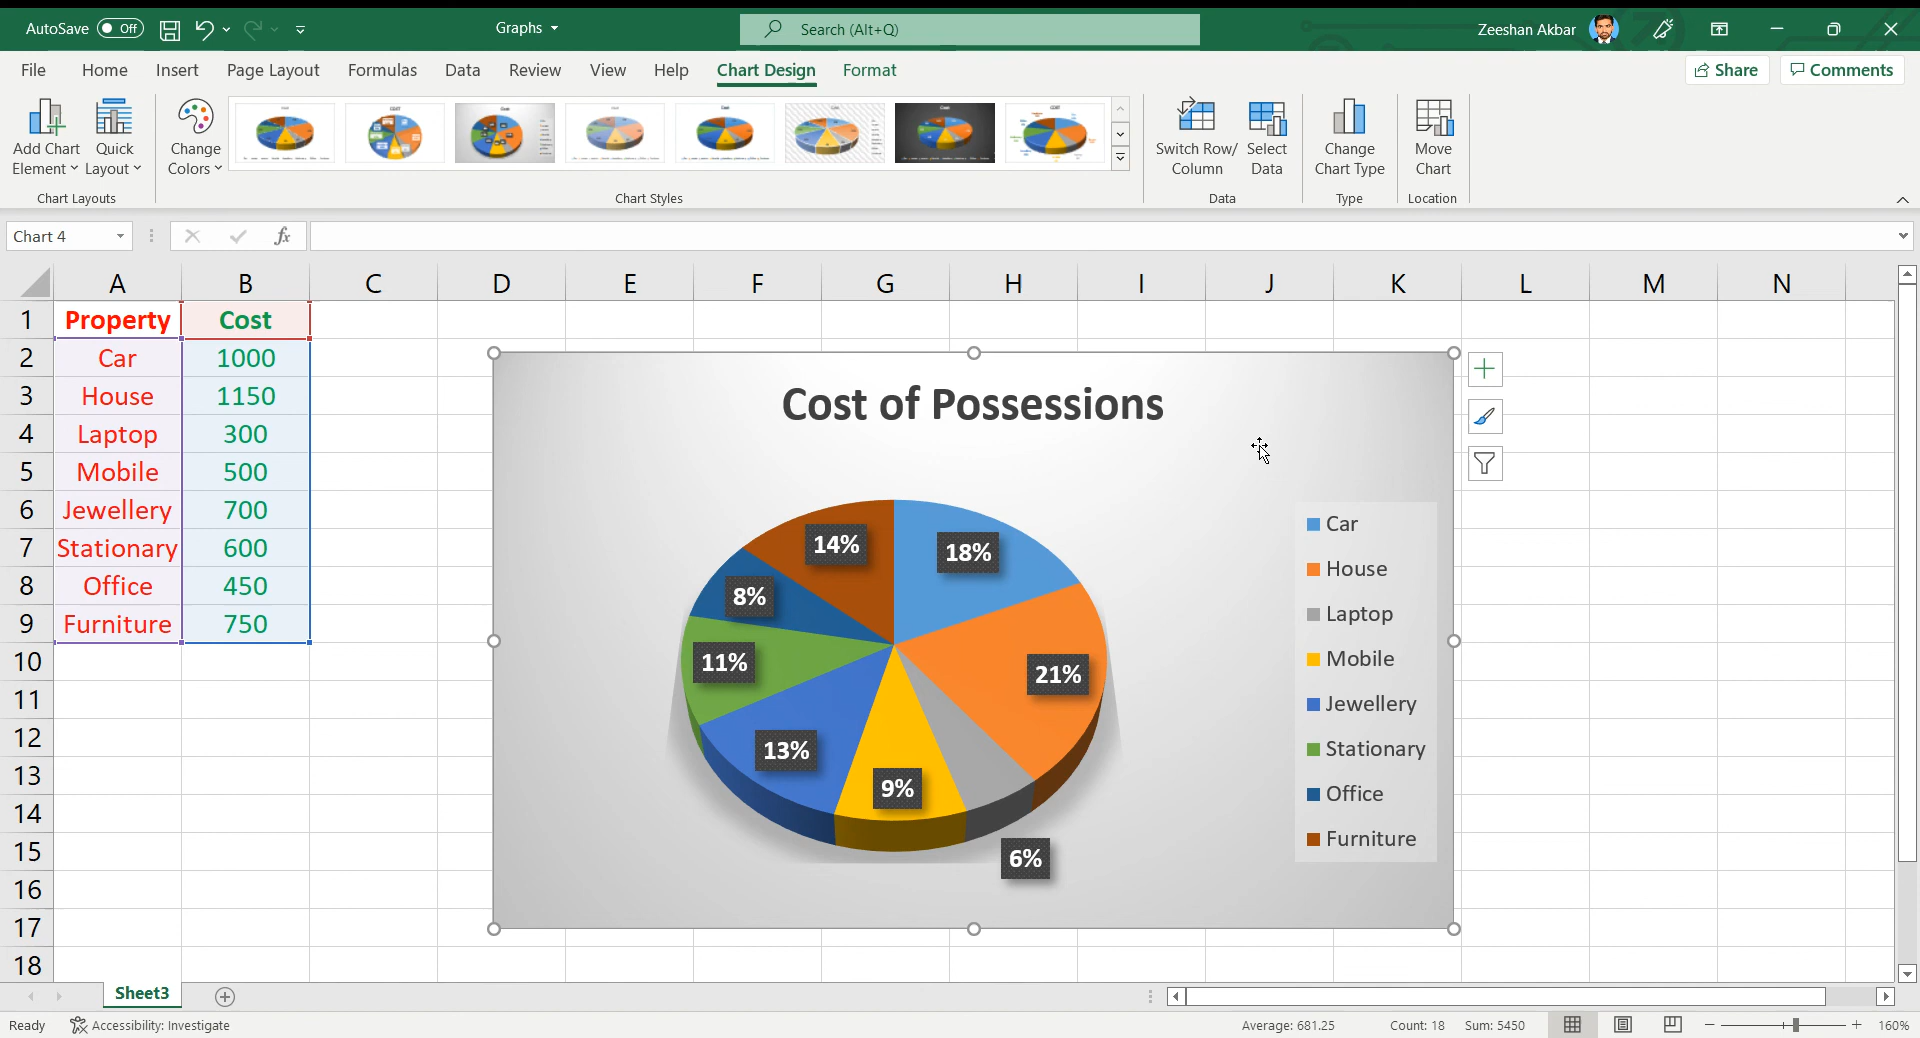 AutoSave Off Graphs Search (Alt+Q) Zeeshan Akbar
File Home Insert Page Layout Formulas Data Review View Help Chart Design Format Share Comments
Add Chart Element
Quick Layout
Change Colors
Switch Row/ Column
Select Data
Change Chart Type
Move Chart
Chart Layouts Chart Styles Data Type Location
Chart 4 fx
A B C D E F G H I J K L M N
1 Property Cost
2 Car 1000
3 House 1150
4 Laptop 300
5 Mobile 500
6 Jewellery 700
7 Stationary 600
8 Office 450
9 Furniture 750
10
11
12
13
14
15
16
17
18
Cost of Possessions
14% 18%
8%
11% 21%
13%
9%
6%
Car
House
Laptop
Mobile
Jewellery
Stationary
Office
Furniture
Sheet3
Ready Accessibility: Investigate Average: 681.25 Count: 18 Sum: 5450 160%